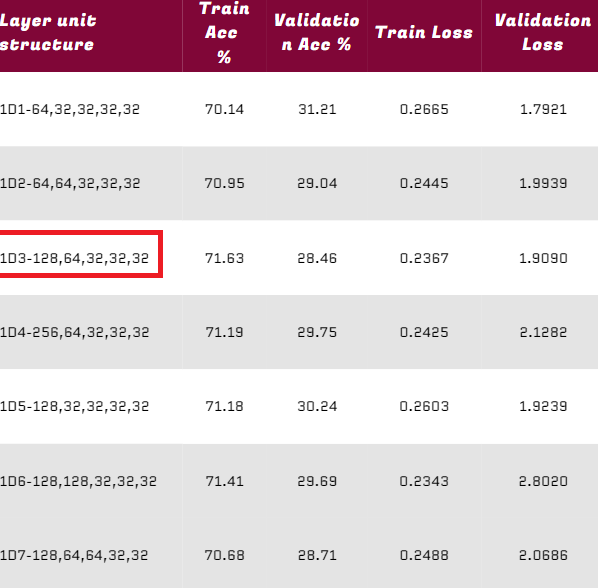 Layer unit structure Train Acc % Validation Acc % Train Loss Validation Loss
1D1-64,32,32,32,32 70.14 31.21 0.2665 1.7921
1D2-64,64,32,32,32 70.95 29.04 0.2445 1.9939
1D3-128,64,32,32,32 71.63 28.46 0.2367 1.9090
1D4-256,64,32,32,32 71.19 29.75 0.2425 2.1282
1D5-128,32,32,32,32 71.18 30.24 0.2603 1.9239
1D6-128,128,32,32,32 71.41 29.69 0.2343 2.8020
1D7-128,64,64,32,32 70.68 28.71 0.2488 2.0686